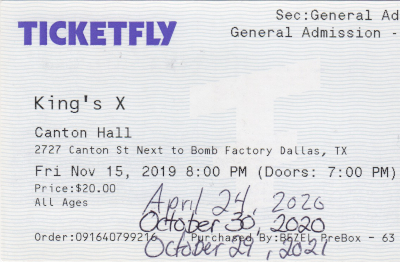 Sec:General Ad
TICKETFLY
General Admission -
King's X
Canton Hall
2727 Canton St Next to Bomb Factory Dallas, TX
Fri Nov 15, 2019 8:00 PM (Doors: 7:00 PM)
Price:$20.00
All Ages
April 24, 2020
October 30, 2020
Order:091640799216 Purchased By:BEZEL PreBox - 63
October 29, 2021